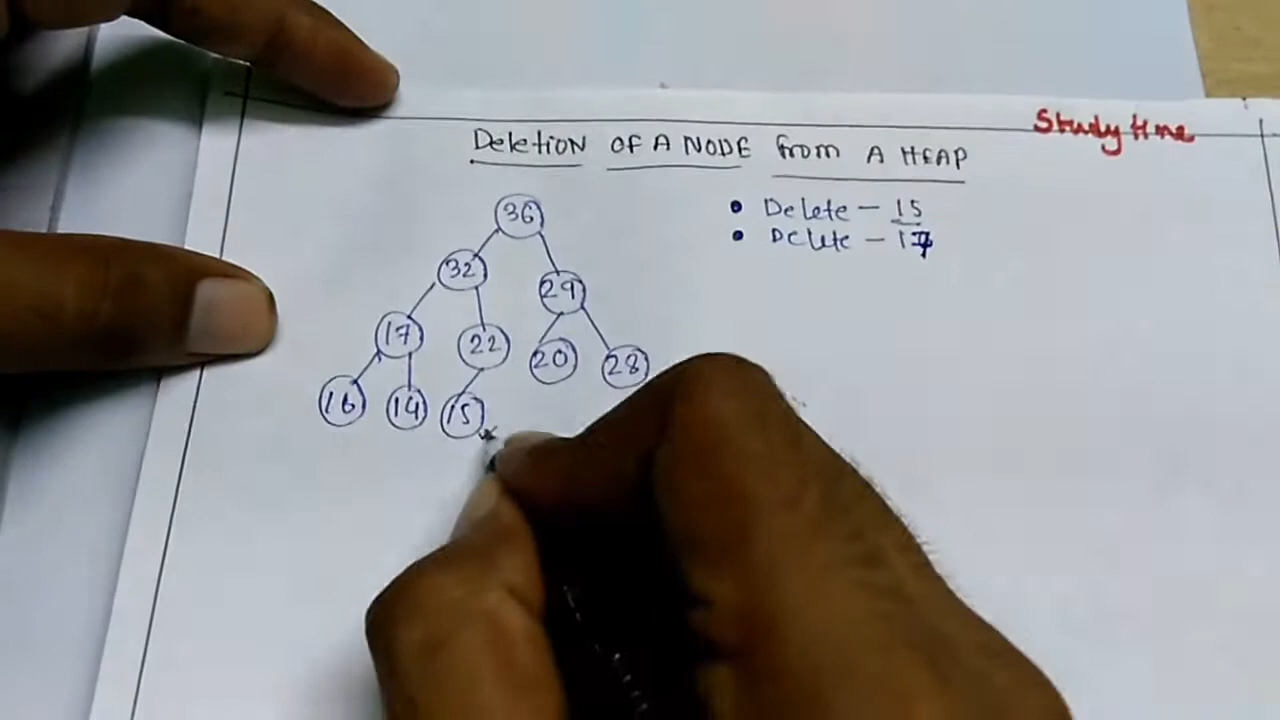 Study time
Deletion OF A NODE from A HEAP
• Delete - 15
• Delete - 17
36
32
29
17
22
20
28
16
14
15